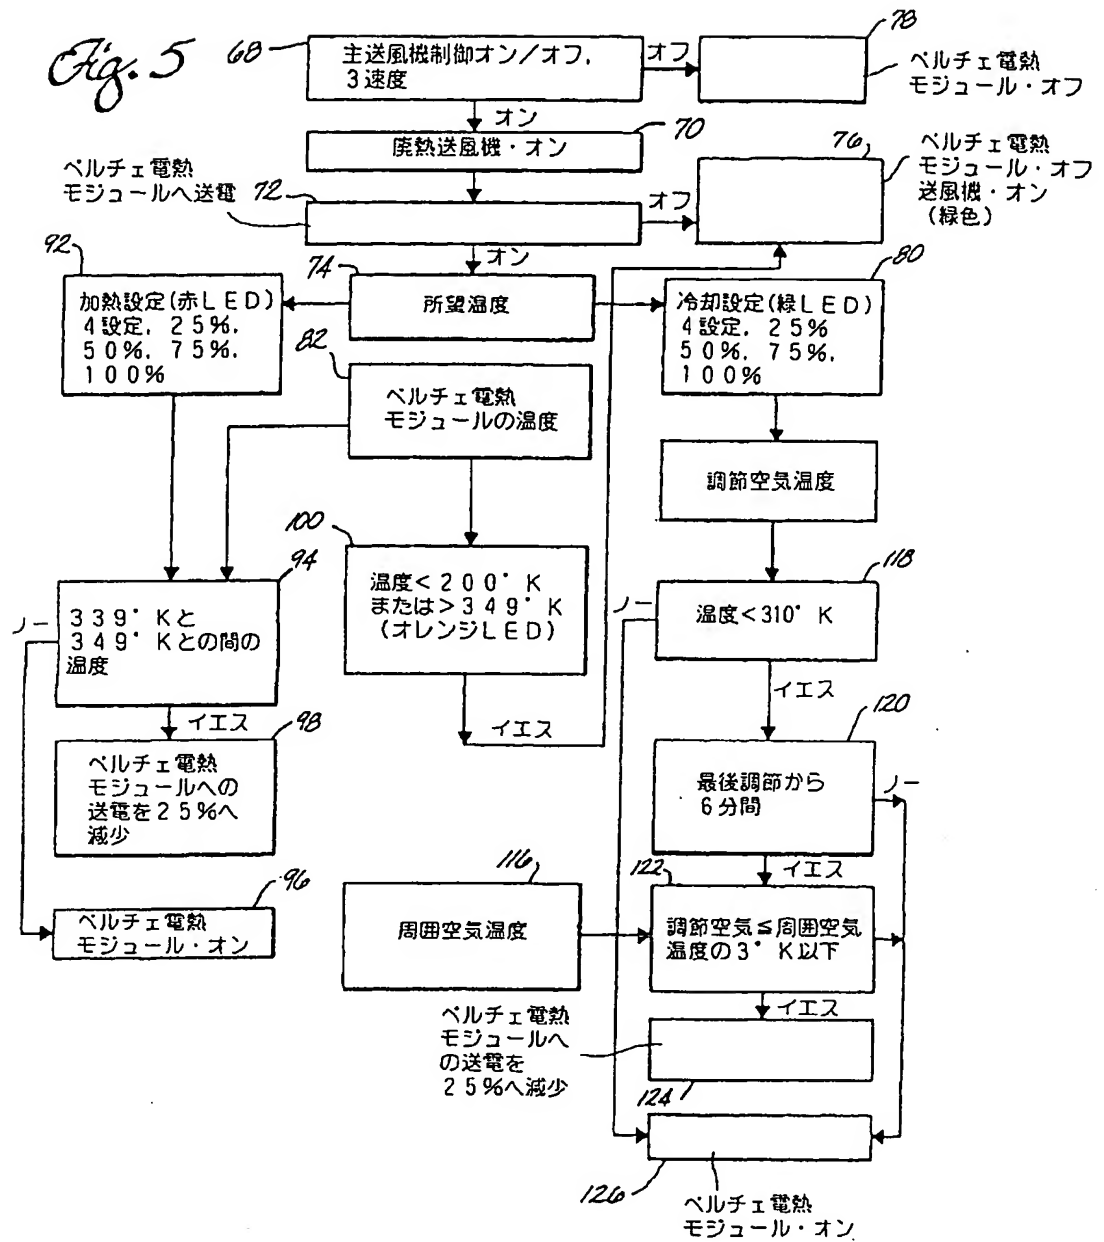 Fig. 5
68
主送風機制御オン/オフ.
3速度
オフ
78
ペルチェ電熱
モジュール・オフ
オン
70
廃熱送風機・オン
ペルチェ電熱
モジュールへ送電
72
オフ
76
ペルチェ電熱
モジュール・オフ
送風機・オン
(緑色)
オン
92
加熱設定(赤LED)
4設定. 25%.
50%. 75%.
100%
74
所望温度
80
冷却設定(緑LED)
4設定. 25%
50%. 75%.
100%
82
ペルチェ電熱
モジュールの温度
調節空気温度
100
温度<200°K
または>349°K
(オレンジLED)
イエス
94
ノー
339°Kと
349°Kとの間の
温度
イエス
118
ノー
温度<310°K
イエス
98
ペルチェ電熱
モジュールへの
送電を25%へ
減少
120
最後調節から
6分間
ノー
イエス
96
ペルチェ電熱
モジュール・オン
116
周囲空気温度
122
調節空気≦周囲空気
温度の3°K以下
イエス
ペルチェ電熱
モジュールへ
の送電を
25%へ減少
124
126
ペルチェ電熱
モジュール・オン